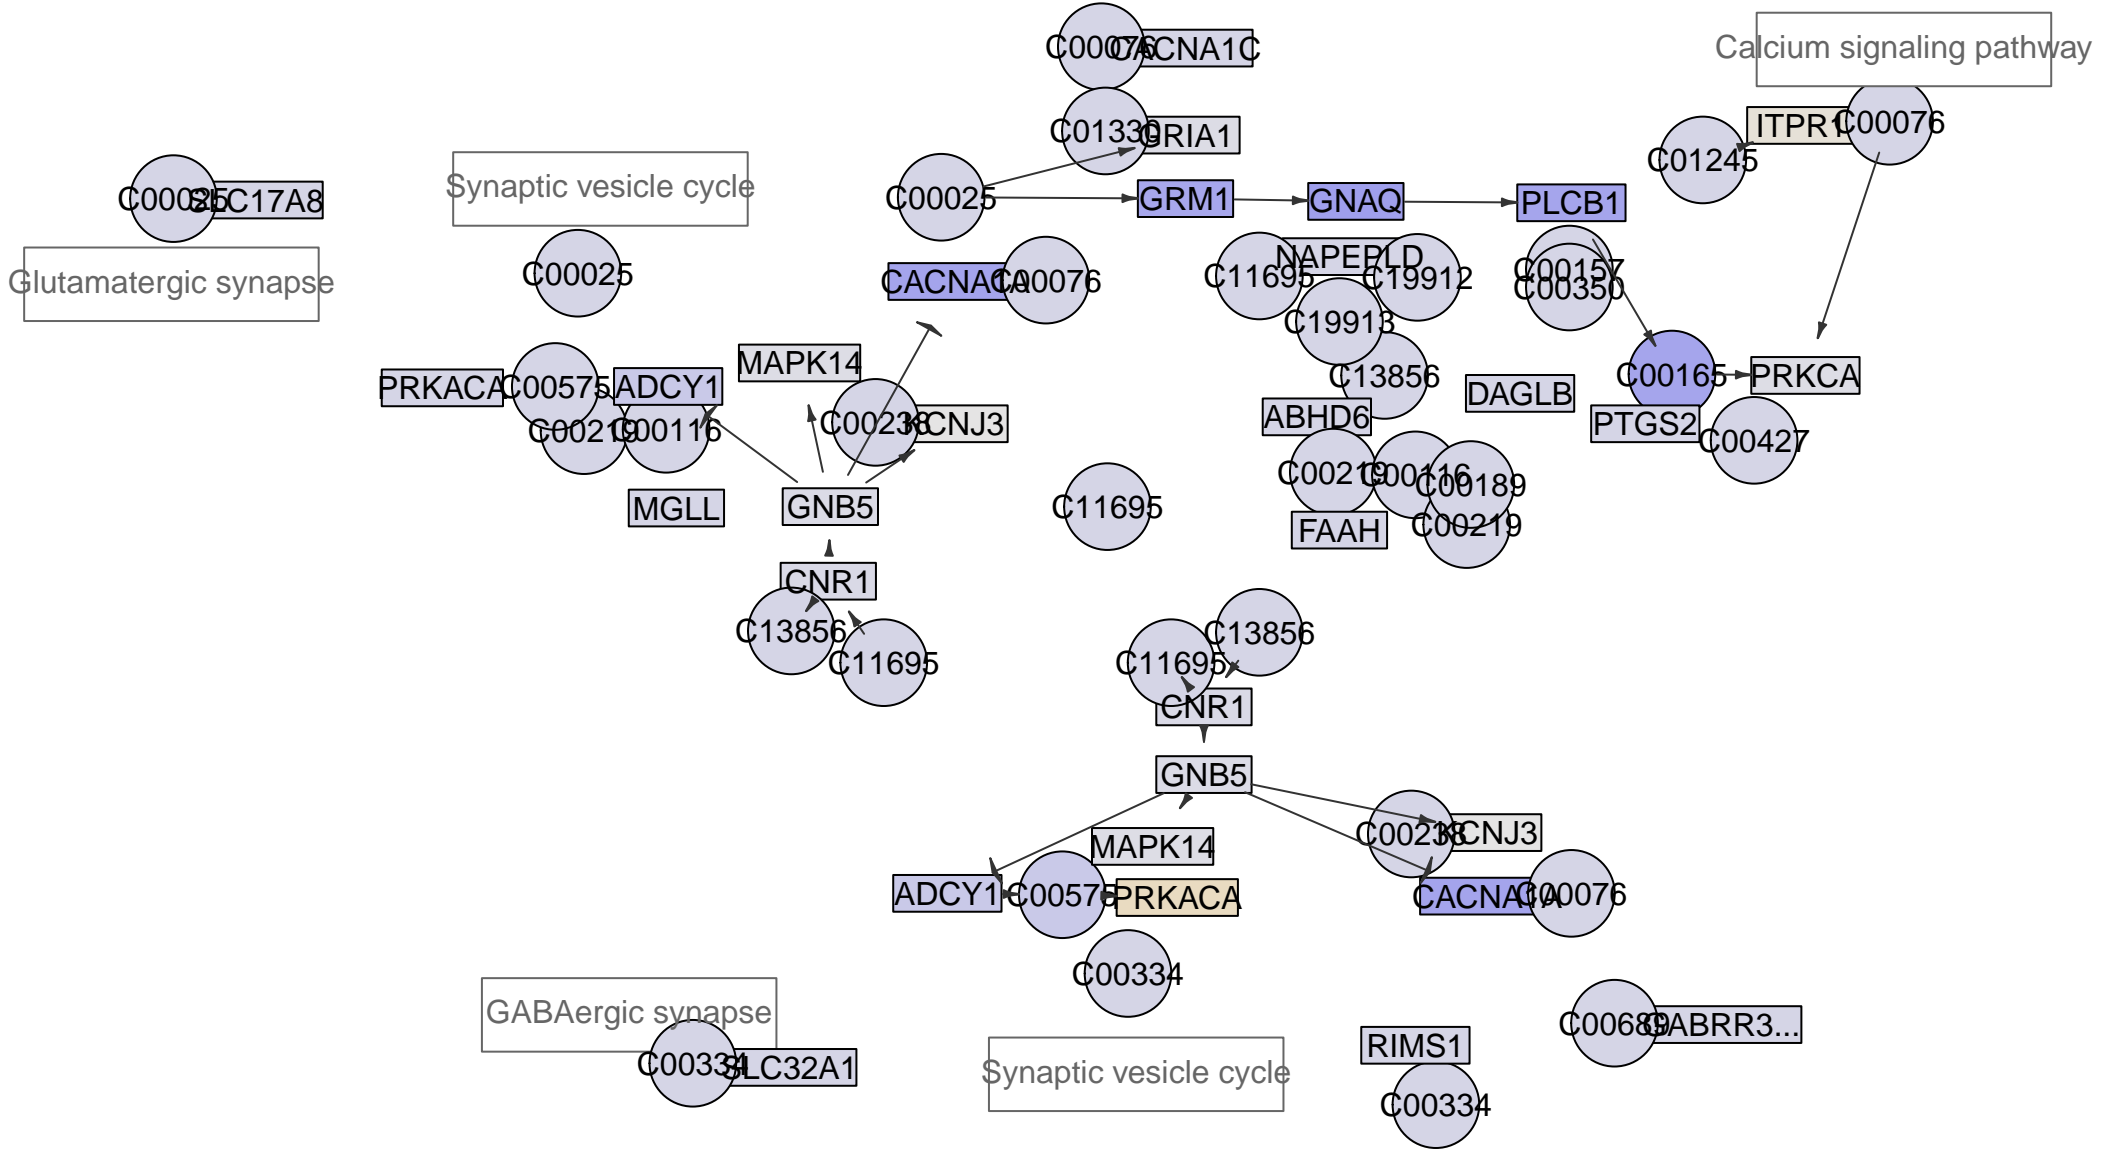 C00076
CACNA1C
Calcium signaling pathway
C01330
GRIA1
ITPR1
C00076
C01245
C00025
SLC17A8
Synaptic vesicle cycle
C00025
GRM1
GNAQ
PLCB1
Glutamatergic synapse
C00025
CACNA1A
C00076
C11695
NAPEPLD
C19912
C00157
C00350
C19913
MAPK14
PRKACA
C00575
ADCY1
C13856
DAGLB
C00165
PRKCA
C00219
C00116
C00238
KCNJ3
ABHD6
PTGS2
C00427
MGLL
GNB5
C11695
C00219
C00116
C00189
FAAH
C00219
CNR1
C13856
C11695
C11695
C13856
CNR1
GNB5
MAPK14
C00238
KCNJ3
ADCY1
C00575
PRKACA
CACNA1A
C00076
C00334
GABAergic synapse
C00334
SLC32A1
Synaptic vesicle cycle
RIMS1
C00689
GABRR3...
C00334